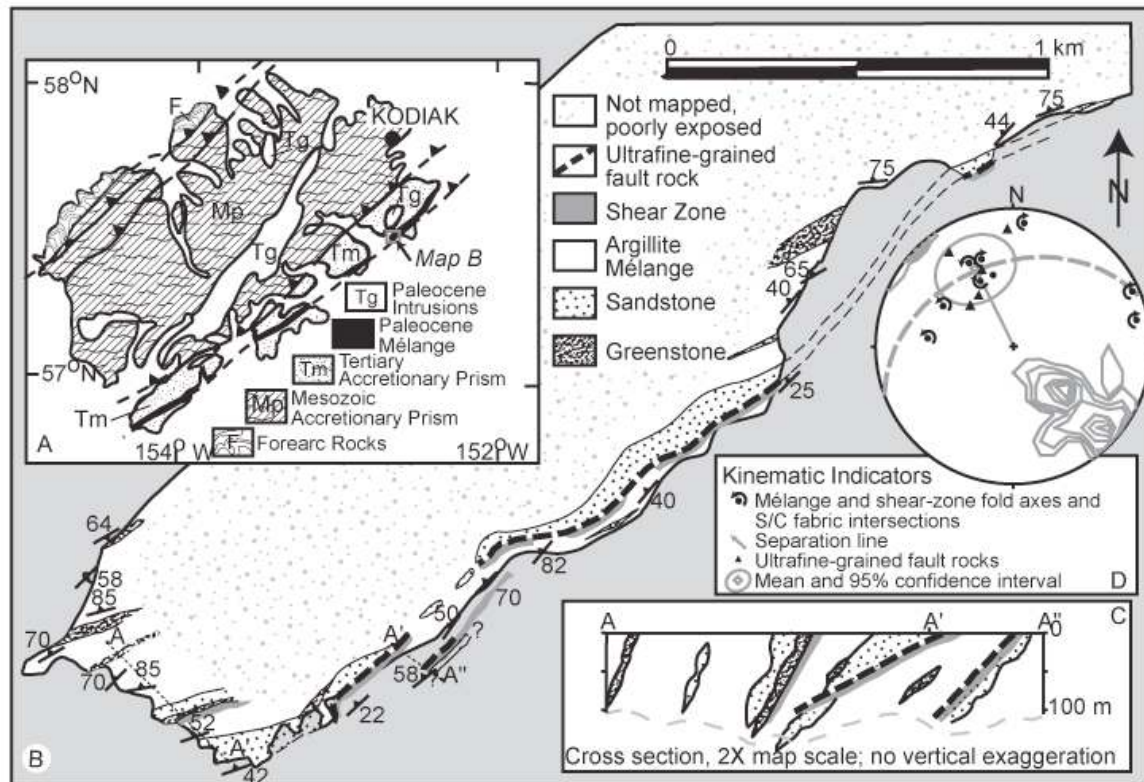 58°N
57°N
154° W
152°W
F
Tg
KODIAK
Mp
Tg
Tg
Tm
Map B
Tm
Tg
Paleocene
Intrusions
Paleocene
Mélange
Tm
Tertiary
Accretionary Prism
Mp
Mesozoic
Accretionary Prism
F
Forearc Rocks
A
0
1 km
Not mapped,
poorly exposed
Ultrafine-grained
fault rock
Shear Zone
Argillite
Mélange
Sandstone
Greenstone
N
N
75
44
75
65
40
25
40
82
70
50
58
22
64
58
85
70
A
70
85
52
A'
42
A'
?
?
A"
B
Kinematic Indicators
Mélange and shear-zone fold axes and
S/C fabric intersections
Separation line
Ultrafine-grained fault rocks
Mean and 95% confidence interval
D
C
A
A'
A"
0
100 m
Cross section, 2X map scale; no vertical exaggeration